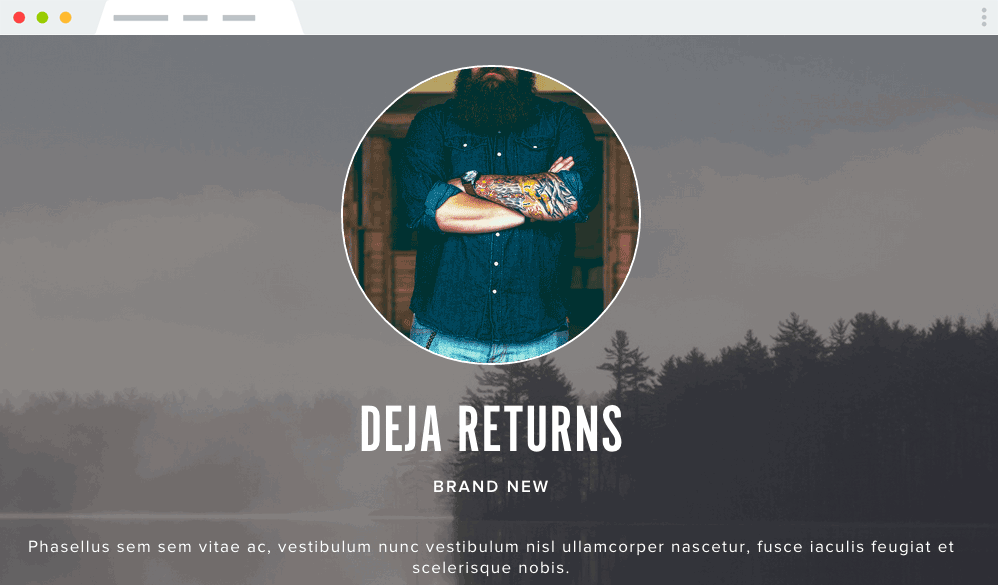 DEJA RETURNS
BRAND NEW
Phasellus sem sem vitae ac, vestibulum nunc vestibulum nisl ullamcorper nascetur, fusce iaculis feugiat et
scelerisque nobis.